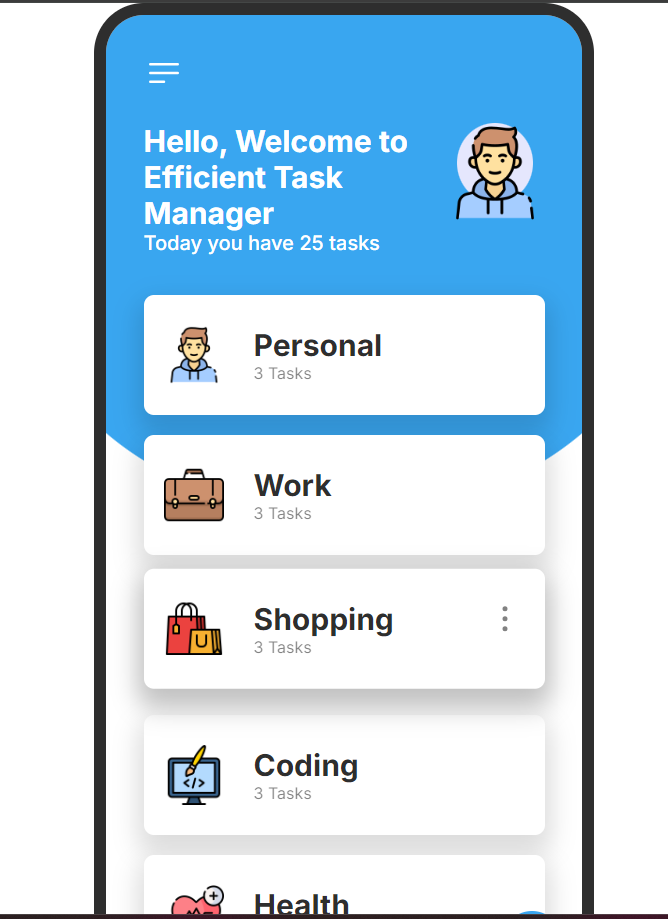 Hello, Welcome to
Efficient Task
Manager
Today you have 25 tasks
Personal
3 Tasks
Work
3 Tasks
Shopping
3 Tasks
Coding
3 Tasks
</>
Health